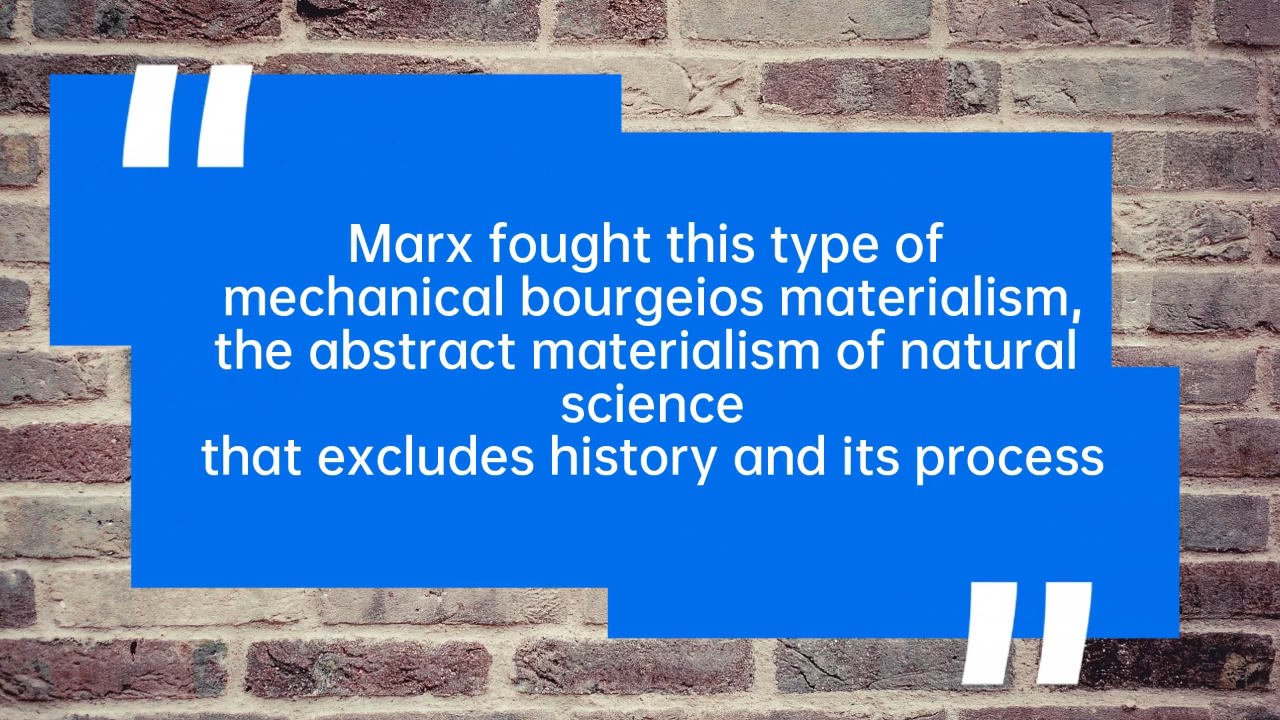 Marx fought this type of
mechanical bourgeios materialism,
the abstract materialism of natural
science
that excludes history and its process